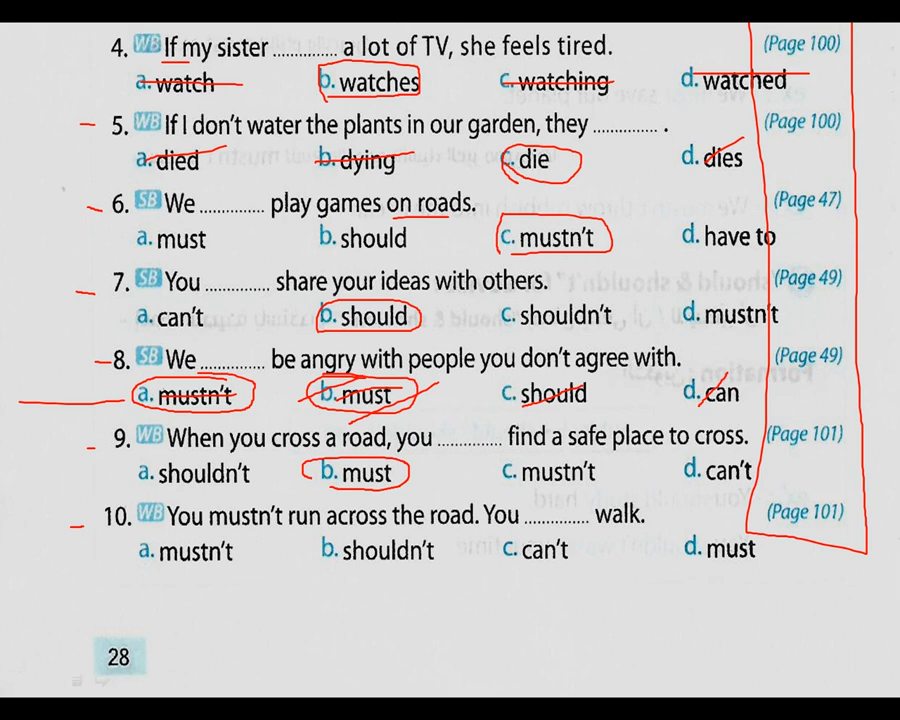 4. WB If my sister .............. a lot of TV, she feels tired. (Page 100)
a. watch b. watches c. watching d. watched
5. WB If I don't water the plants in our garden, they .............. . (Page 100)
a. died b. dying c. die d. dies
6. SB We .............. play games on roads. (Page 47)
a. must b. should c. mustn't d. have to
7. SB You .............. share your ideas with others. (Page 49)
a. can't b. should c. shouldn't d. mustn't
8. SB We .............. be angry with people you don't agree with. (Page 49)
a. mustn't b. must c. should d. can
9. WB When you cross a road, you .............. find a safe place to cross. (Page 101)
a. shouldn't b. must c. mustn't d. can't
10. WB You mustn't run across the road. You .............. walk. (Page 101)
a. mustn't b. shouldn't c. can't d. must
28